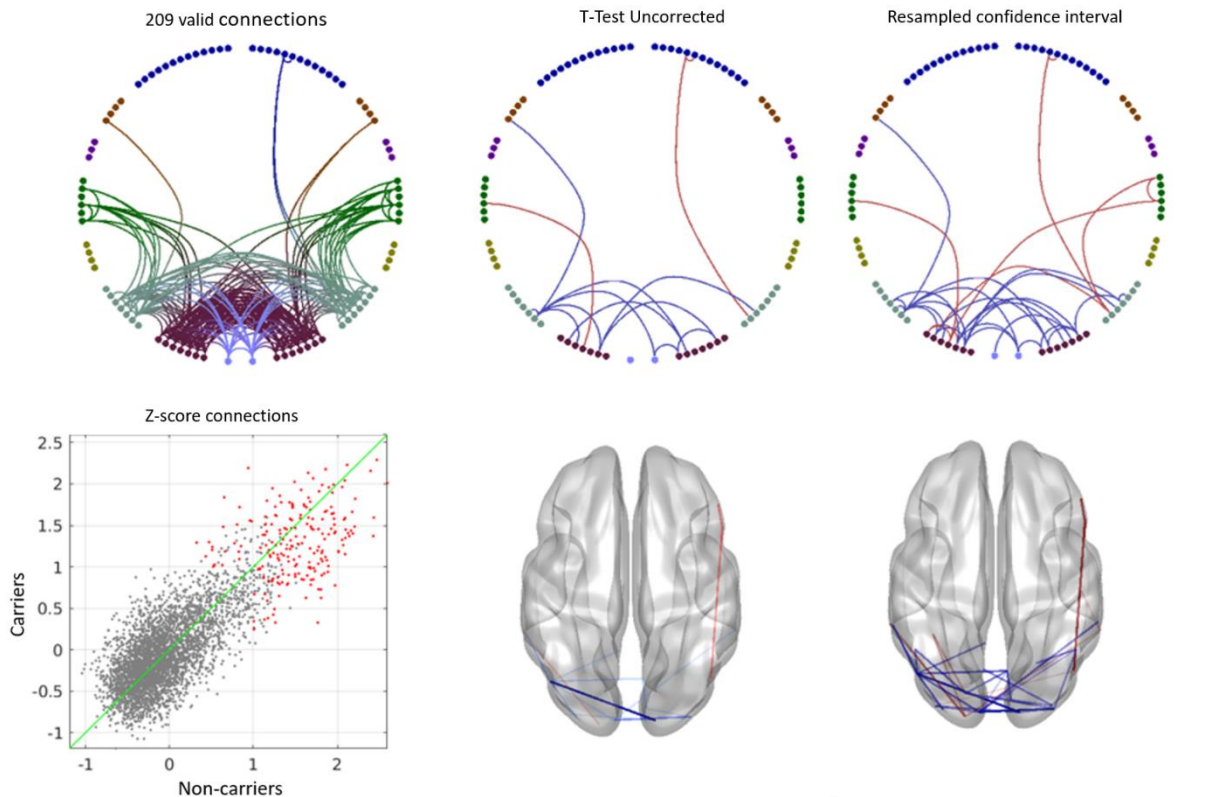 209 valid connections
T-Test Uncorrected
Resampled confidence interval
Z-score connections
2.5
2
1.5
1
0.5
0
-0.5
-1
Carriers
-1 0 1 2
Non-carriers